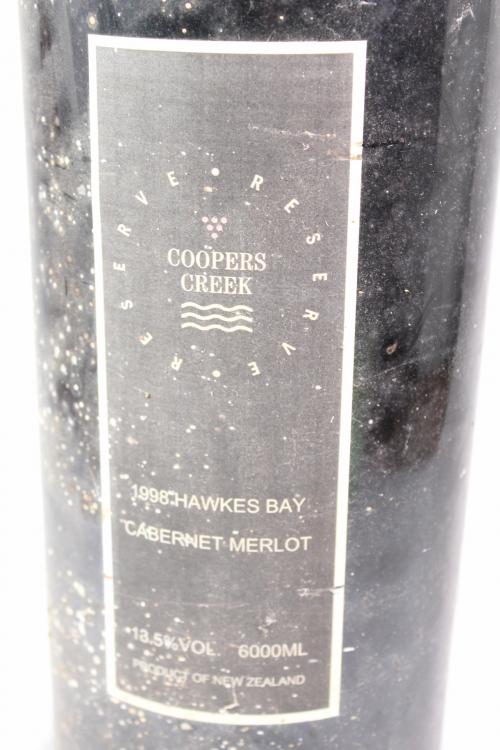 RESERVE • RESERVE •
COOPERS
CREEK
1998 HAWKES BAY
CABERNET MERLOT
13.5%VOL. 6000ML
PRODUCT OF NEW ZEALAND